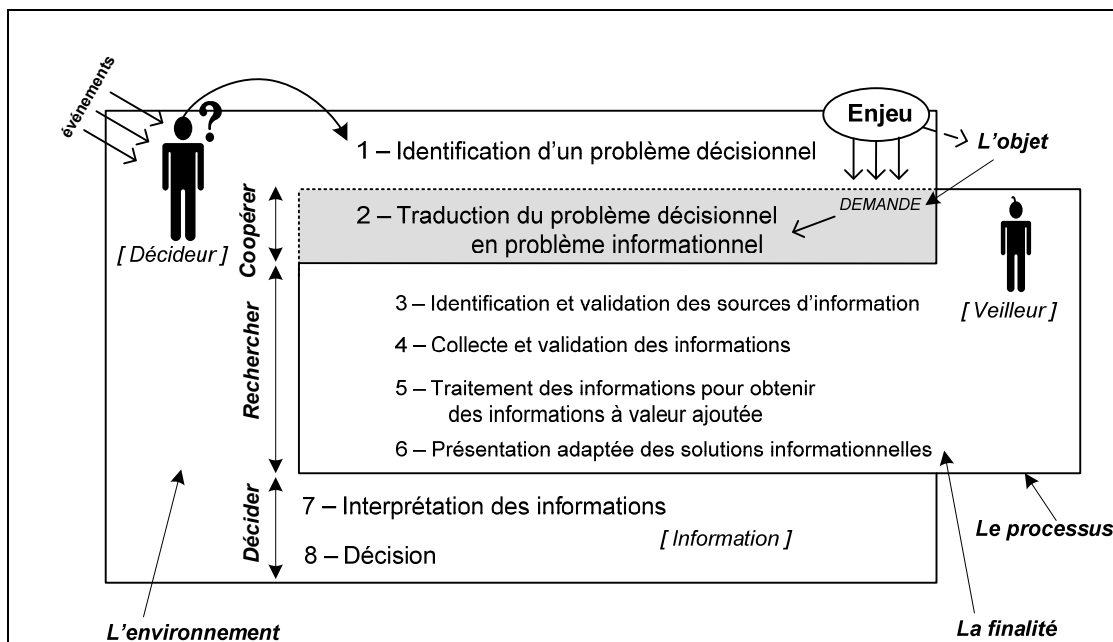 événements
?
Enjeu
1 – Identification d'un problème décisionnel
L'objet
Coopérer
DEMANDE
2 – Traduction du problème décisionnel
en problème informationnel
[ Décideur ]
[ Veilleur ]
Rechercher
3 – Identification et validation des sources d'information
4 – Collecte et validation des informations
5 – Traitement des informations pour obtenir
des informations à valeur ajoutée
6 – Présentation adaptée des solutions informationnelles
Décider
7 – Interprétation des informations
[ Information ]
8 – Décision
Le processus
L'environnement
La finalité